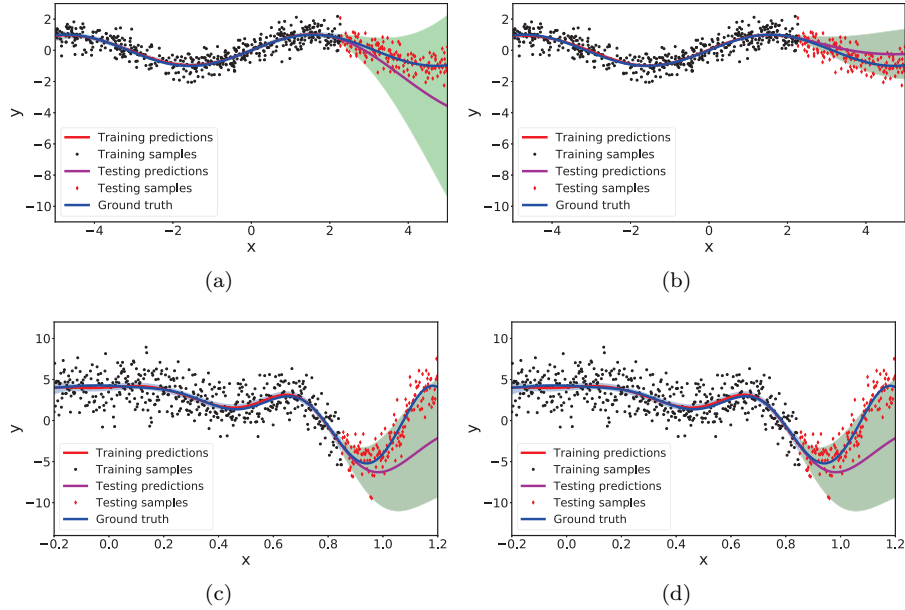 2
0
−2
−4
−6
−8
−10
y
Training predictions
Training samples
Testing predictions
Testing samples
Ground truth
−4 −2 0 2 4
x
(a)
2
0
−2
−4
−6
−8
−10
y
Training predictions
Training samples
Testing predictions
Testing samples
Ground truth
−4 −2 0 2 4
x
(b)
10
5
0
−5
−10
y
Training predictions
Training samples
Testing predictions
Testing samples
Ground truth
−0.2 0.0 0.2 0.4 0.6 0.8 1.0 1.2
x
(c)
10
5
0
−5
−10
y
Training predictions
Training samples
Testing predictions
Testing samples
Ground truth
−0.2 0.0 0.2 0.4 0.6 0.8 1.0 1.2
x
(d)